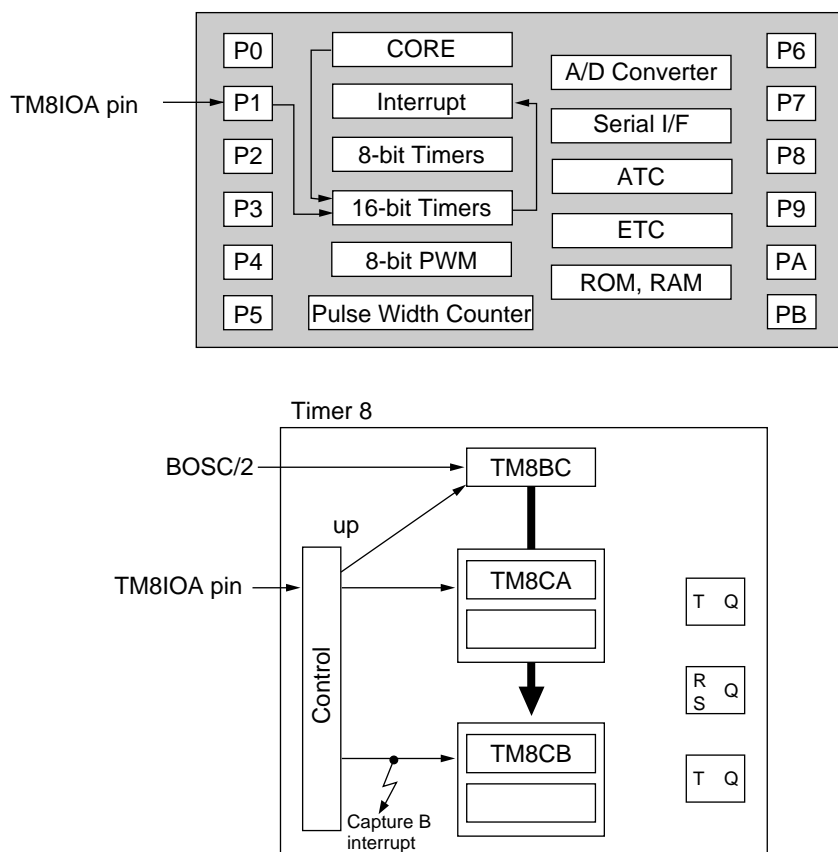 P0
CORE
P6
A/D Converter
TM8IOA pin
P1
Interrupt
P7
Serial I/F
P2
8-bit Timers
P8
ATC
P3
16-bit Timers
P9
ETC
P4
8-bit PWM
PA
ROM, RAM
P5
Pulse Width Counter
PB
Timer 8
BOSC/2
TM8BC
up
TM8IOA pin
TM8CA
T Q
Control
R
S Q
TM8CB
T Q
Capture B
interrupt